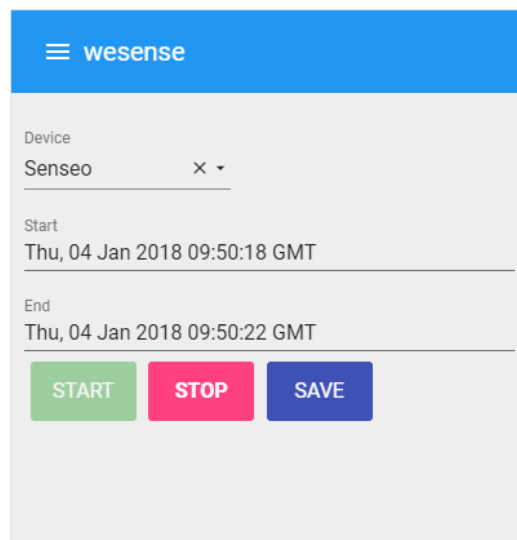 wesense
Device
Senseo
Start
Thu, 04 Jan 2018 09:50:18 GMT
End
Thu, 04 Jan 2018 09:50:22 GMT
START STOP SAVE